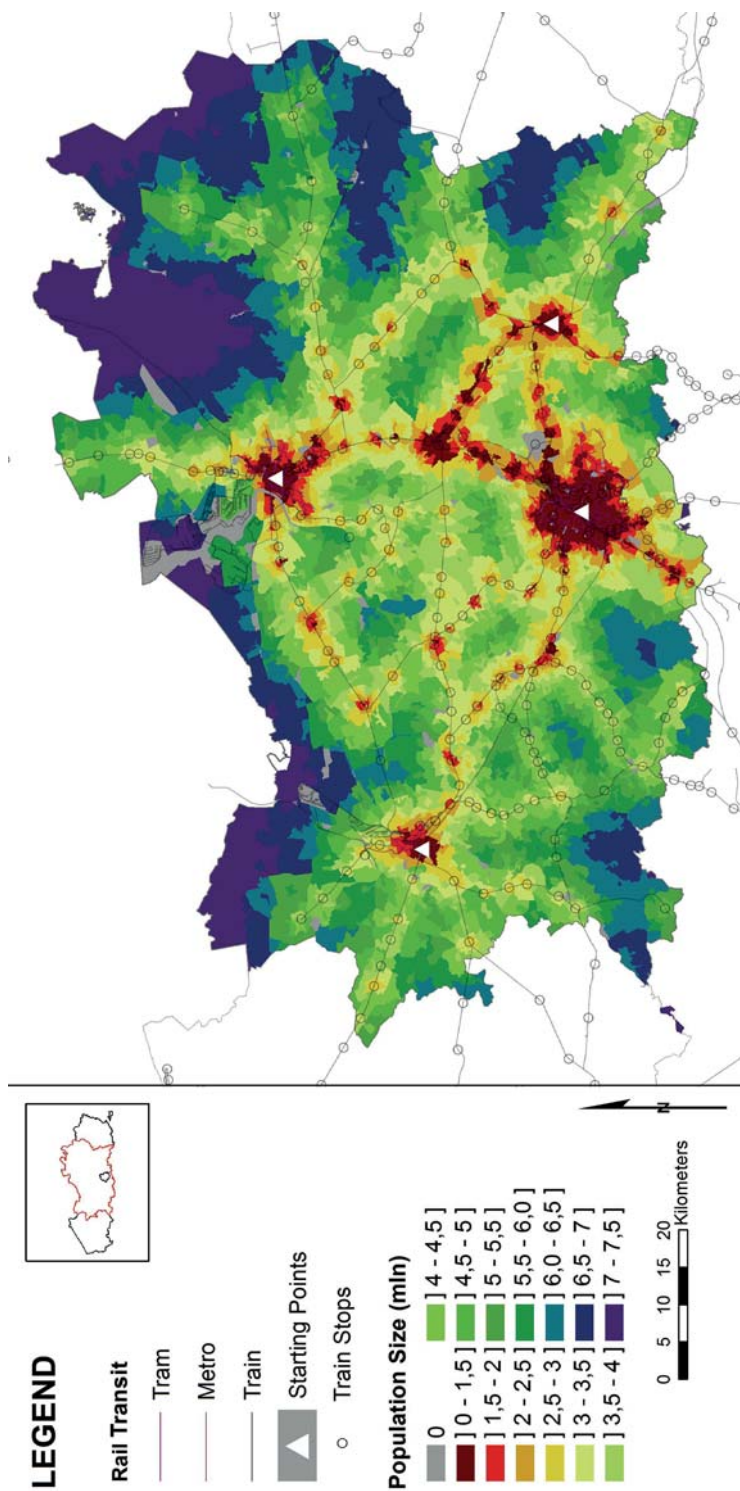 LEGEND
Rail Transit
Tram
Metro
Train
Starting Points
Train Stops
Population Size (mln)
0
] 0 - 1,5 ]
] 1,5 - 2 ]
] 2 - 2,5 ]
] 2,5 - 3 ]
] 3 - 3,5 ]
] 3,5 - 4 ]
] 4 - 4,5 ]
] 4,5 - 5 ]
] 5 - 5,5 ]
] 5,5 - 6,0 ]
] 6,0 - 6,5 ]
] 6,5 - 7 ]
] 7 - 7,5 ]
0 5 10 15 20
Kilometers
N